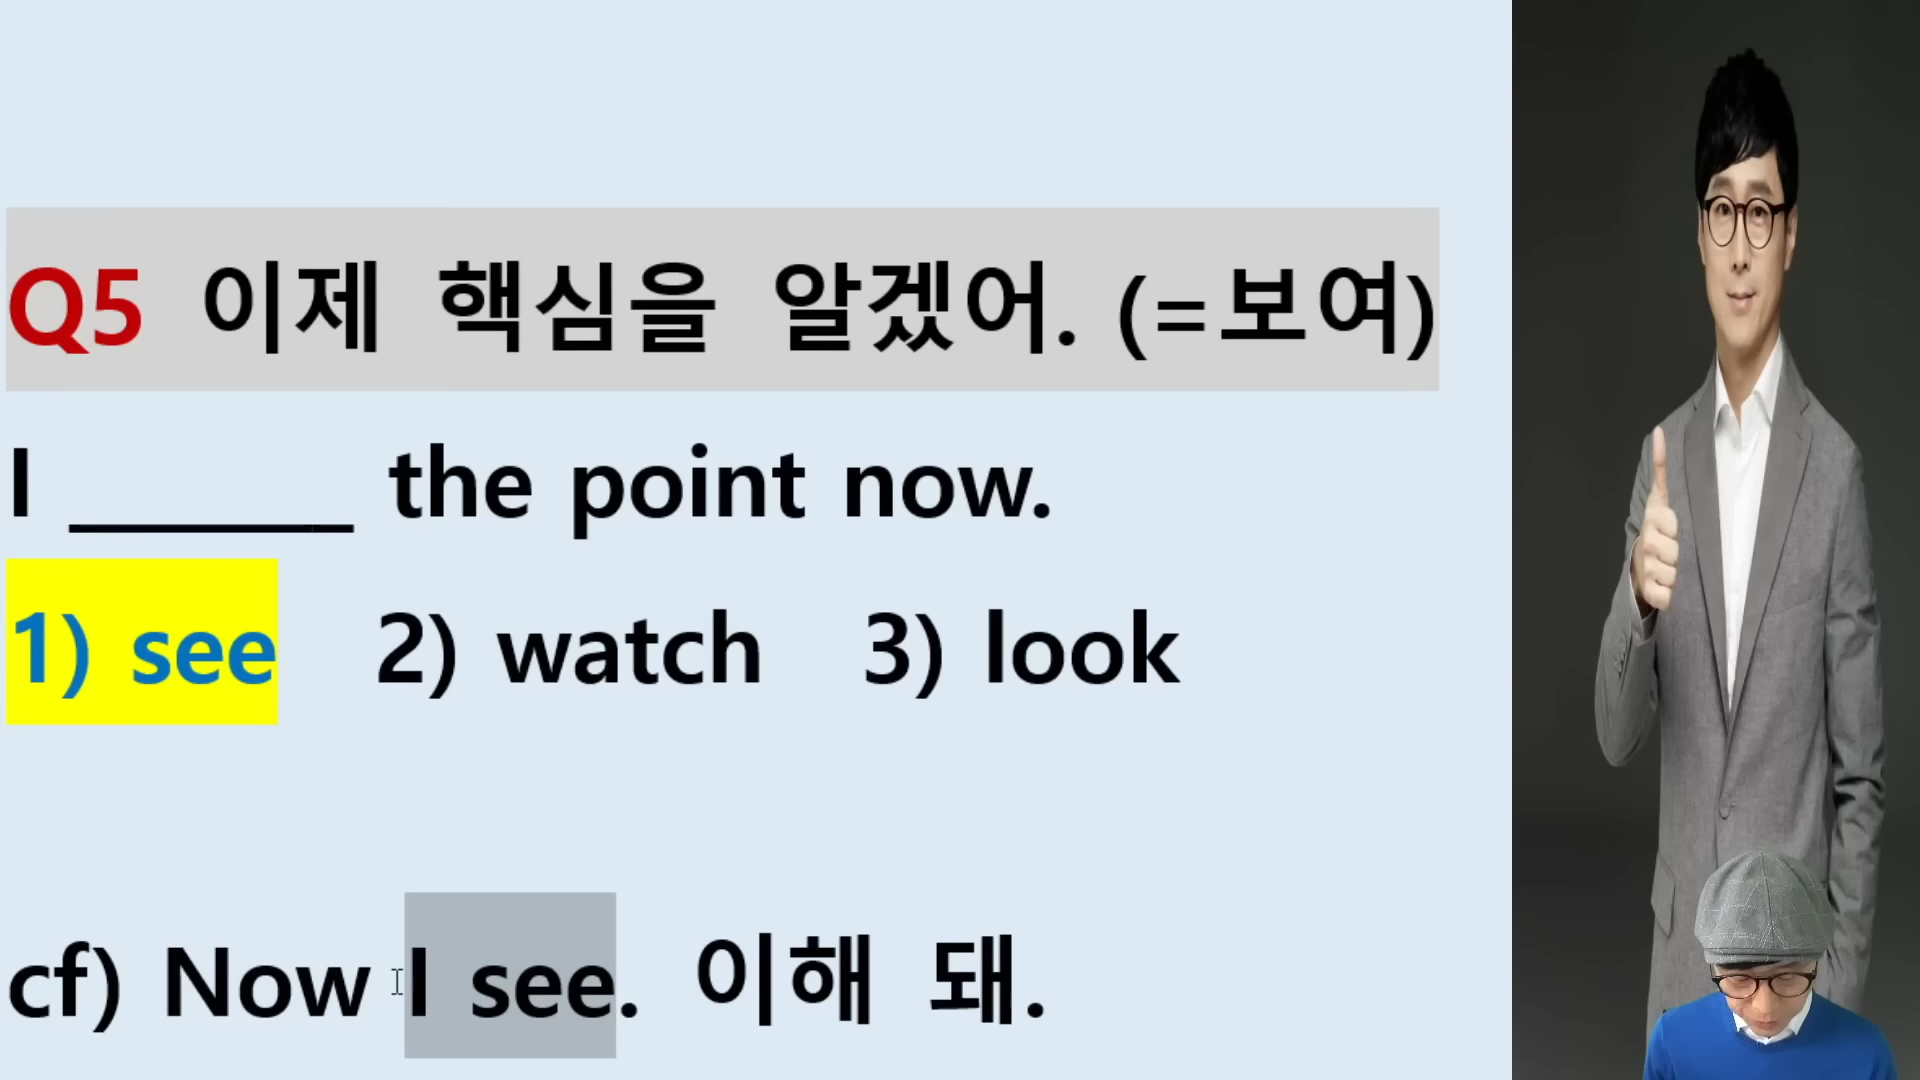 Q5 이제 핵심을 알겠어. (=보여)
I ______ the point now.
1) see 2) watch 3) look
cf) Now I see. 이해 돼.